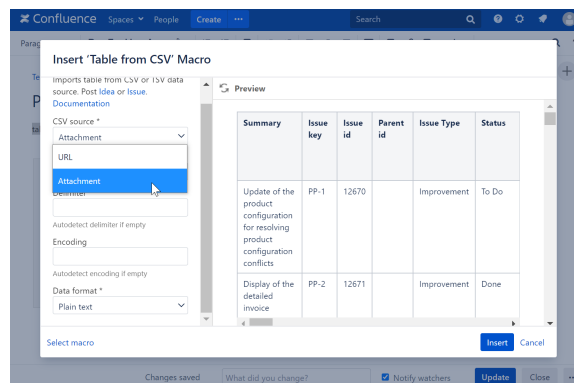 Confluence Spaces People Create ••• Search
Parag
Insert ‘Table from CSV’ Macro
Imports table from CSV or TSV data
source. Post Idea or Issue.
Documentation
CSV source *
Attachment
URL
Attachment
Delimiter
Autodetect delimiter if empty
Encoding
Autodetect encoding if empty
Data format *
Plain text
Preview
Summary Issue key Issue id Parent id Issue Type Status
Update of the product configuration for resolving product configuration conflicts PP-1 12670 Improvement To Do
Display of the detailed invoice PP-2 12671 Improvement Done
Select macro Insert Cancel
Changes saved What did you change? Notify watchers Update Close •••